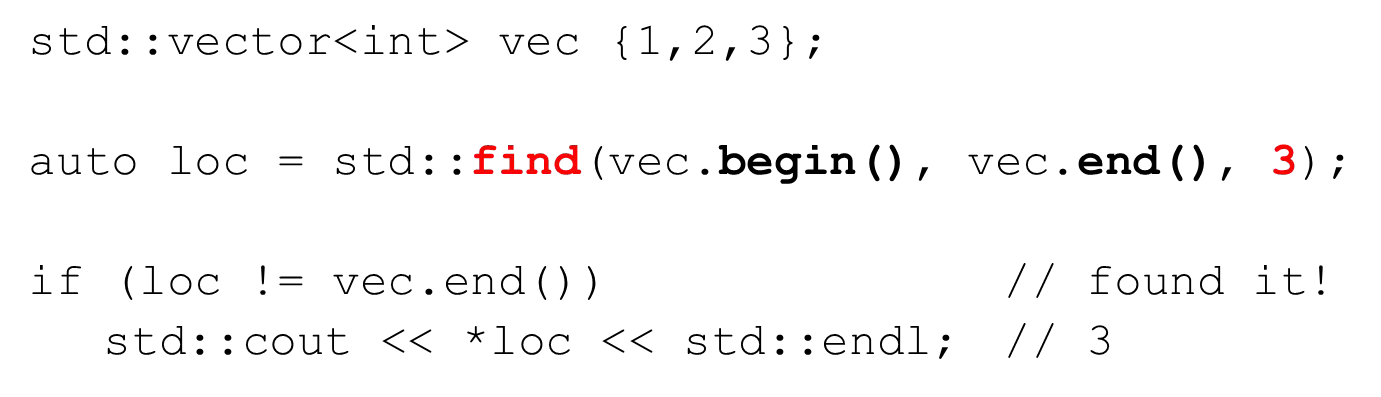 std::vector<int> vec {1,2,3};
auto loc = std::find(vec.begin(), vec.end(), 3);
if (loc != vec.end()) // found it!
std::cout << *loc << std::endl; // 3